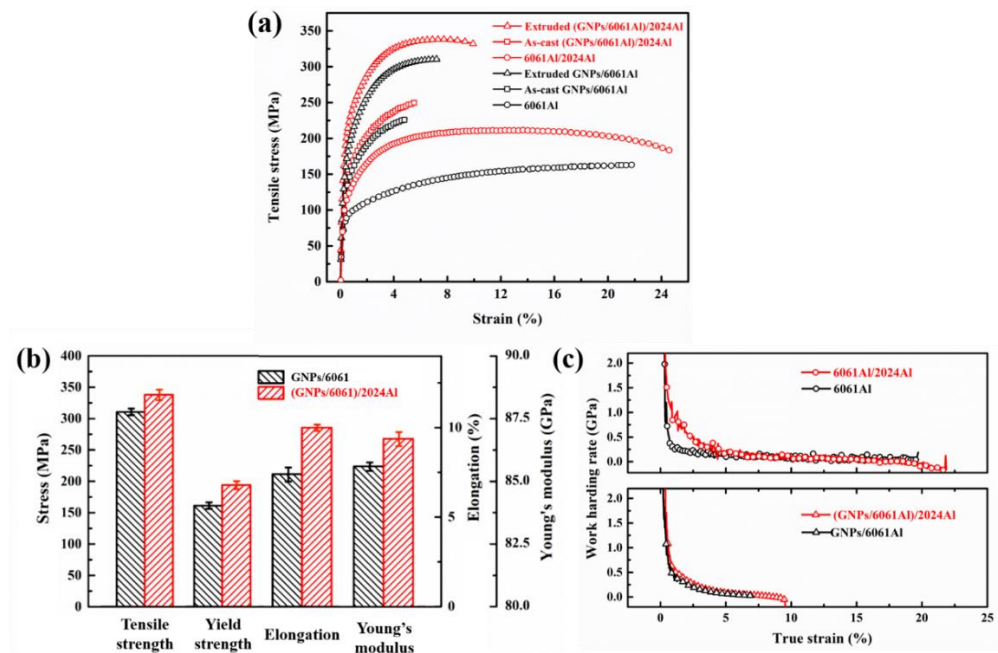 (a)
350
300
250
200
150
100
50
0
Tensile stress (MPa)
Extruded (GNPs/6061Al)/2024Al
As-cast (GNPs/6061Al)/2024Al
6061Al/2024Al
Extruded GNPs/6061Al
As-cast GNPs/6061Al
6061Al
0 4 8 12 16 20 24
Strain (%)
(b)
400
350
300
250
200
150
100
50
0
Stress (MPa)
GNPs/6061
(GNPs/6061)/2024Al
10
5
0
Elongation (%)
90.0
87.5
85.0
82.5
80.0
Young's modulus (GPa)
Tensile strength
Yield strength
Elongation
Young's modulus
(c)
2.0
1.5
1.0
0.5
0.0
6061Al/2024Al
6061Al
Work harding rate (GPa)
2.0
1.5
1.0
0.5
0.0
(GNPs/6061Al)/2024Al
GNPs/6061Al
0 5 10 15 20 25
True strain (%)